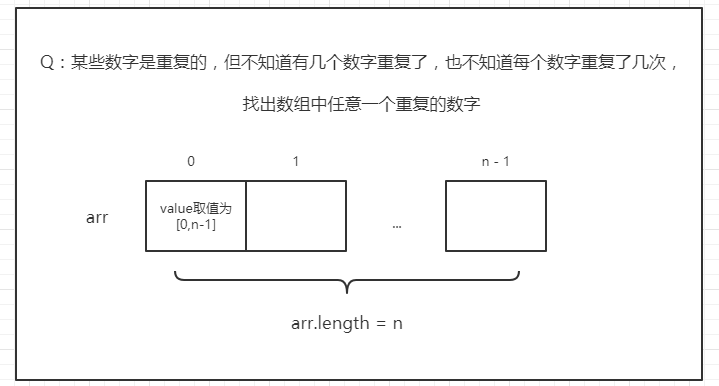 Q：某些数字是重复的，但不知道有几个数字重复了，也不知道每个数字重复了几次，
找出数组中任意一个重复的数字
0 1 n - 1
arr
value取值为
[0,n-1]
...
arr.length = n